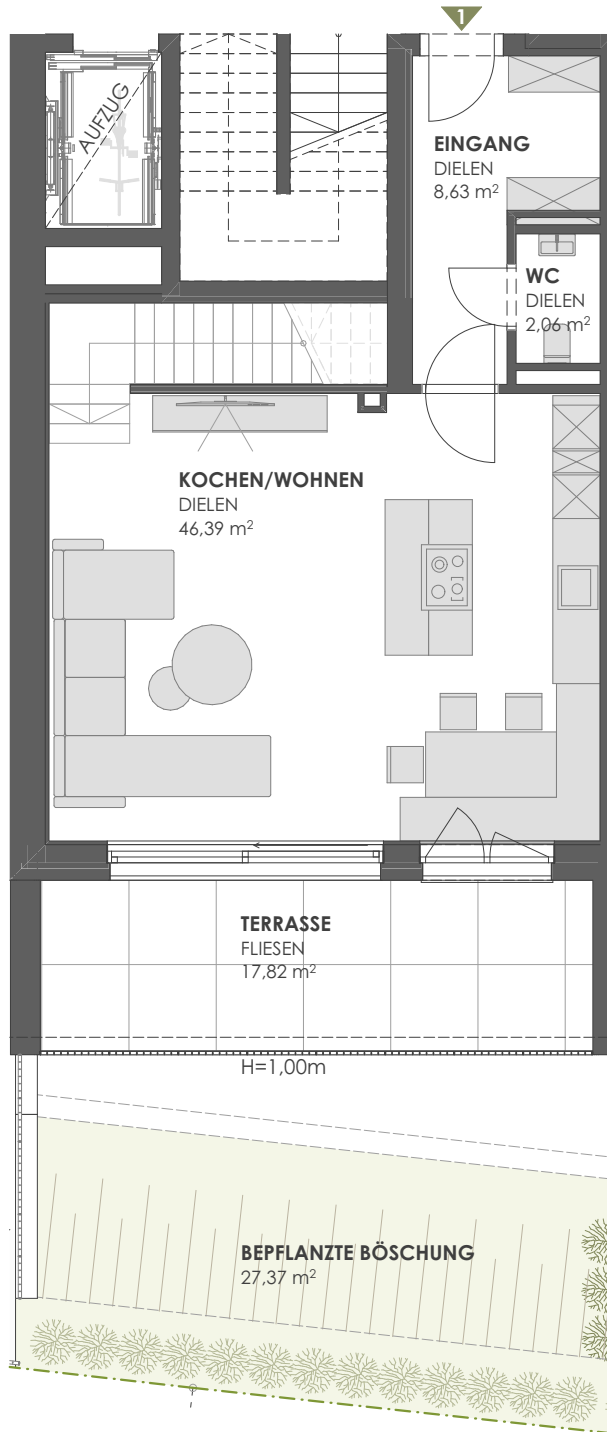 1
AUFZUG
EINGANG
DIELEN
8,63 m²
WC
DIELEN
2,06 m²
KOCHEN/WOHNEN
DIELEN
46,39 m²
TERRASSE
FLIESEN
17,82 m²
H=1,00m
BEPFLANZTE BÖSCHUNG
27,37 m²